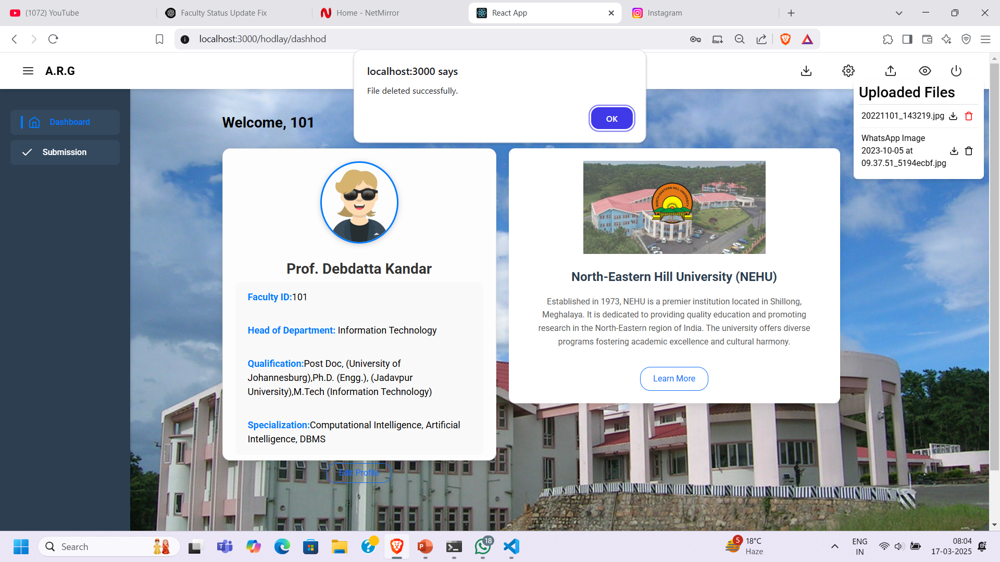 (1072) YouTube
Faculty Status Update Fix
Home - NetMirror
React App
Instagram
localhost:3000/hodlay/dashhod
A.R.G
localhost:3000 says
File deleted successfully.
OK
Uploaded Files
20221101_143219.jpg
WhatsApp Image
2023-10-05 at
09.37.51_5194ecbf.jpg
Dashboard
Submission
Welcome, 101
Prof. Debdatta Kandar
Faculty ID:101
Head of Department: Information Technology
Qualification:Post Doc, (University of
Johannesburg),Ph.D. (Engg.), (Jadavpur
University),M.Tech (Information Technology)
Specialization:Computational Intelligence, Artificial
Intelligence, DBMS
Edit Profile
NORTH-EASTERN HILL UNIVERSITY
North-Eastern Hill University (NEHU)
Established in 1973, NEHU is a premier institution located in Shillong,
Meghalaya. It is dedicated to providing quality education and promoting
research in the North-Eastern region of India. The university offers diverse
programs fostering academic excellence and cultural harmony.
Learn More
Search
18
5
18°C
Haze
ENG
IN
08:04
17-03-2025